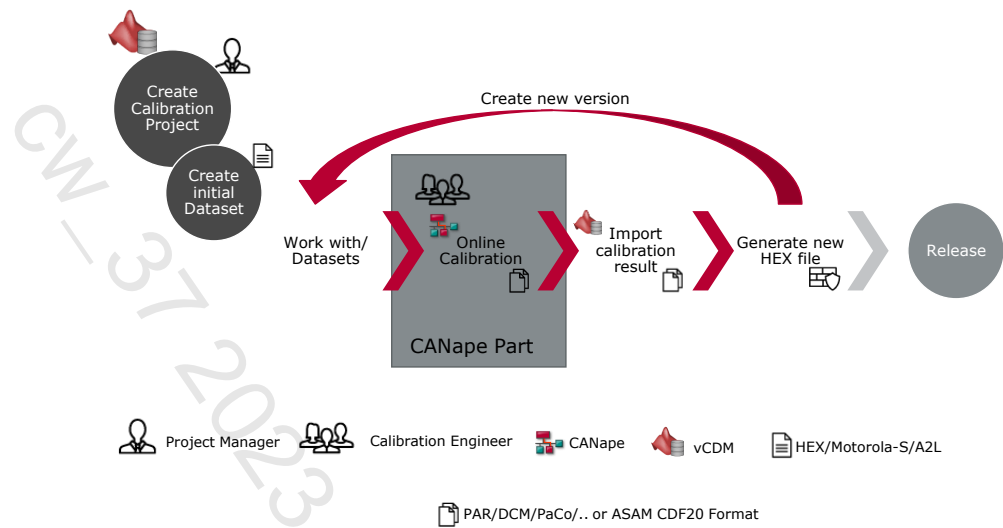 Create
Calibration
Project
Create
initial
Dataset
Create new version
Work with/
Datasets
Online
Calibration
CANape Part
Import
calibration
result
Generate new
HEX file
Release
cw_37 2023
Project Manager
Calibration Engineer
CANape
vCDM
HEX/Motorola-S/A2L
PAR/DCM/PaCo/.. or ASAM CDF20 Format